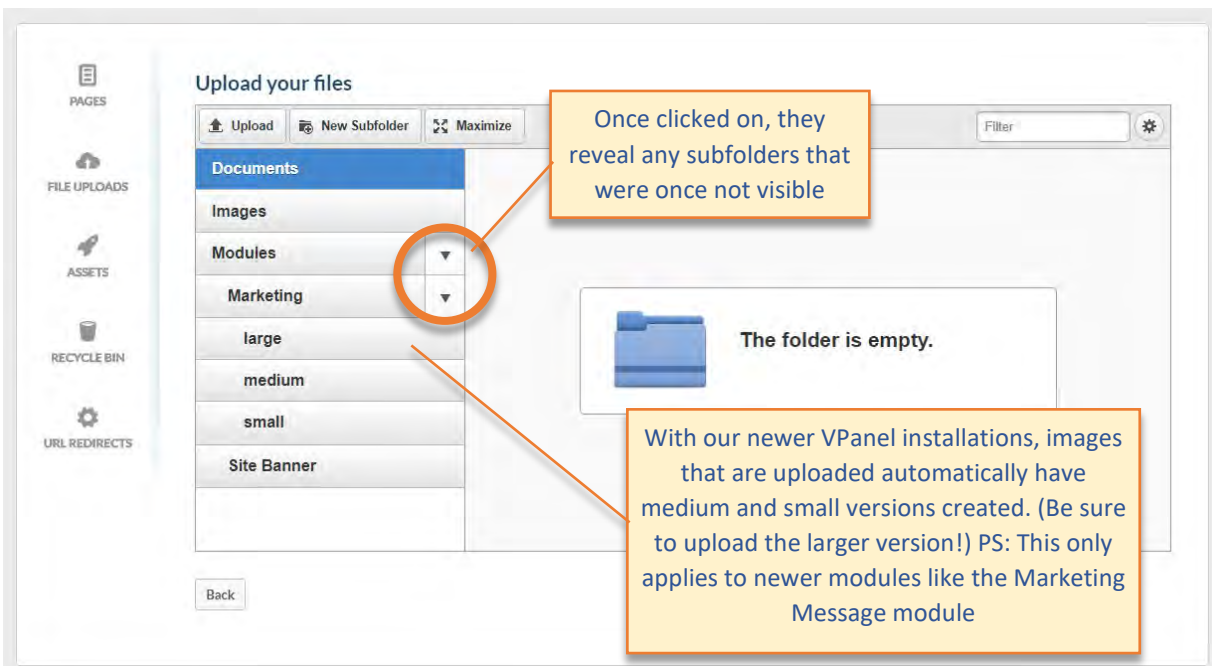 PAGES
FILE UPLOADS
ASSETS
RECYCLE BIN
URL REDIRECTS
Upload your files
Upload
New Subfolder
Maximize
Filter
Documents
Images
Modules
Marketing
large
medium
small
Site Banner
Once clicked on, they
reveal any subfolders that
were once not visible
The folder is empty.
With our newer VPanel installations, images
that are uploaded automatically have
medium and small versions created. (Be sure
to upload the larger version!) PS: This only
applies to newer modules like the Marketing
Message module
Back